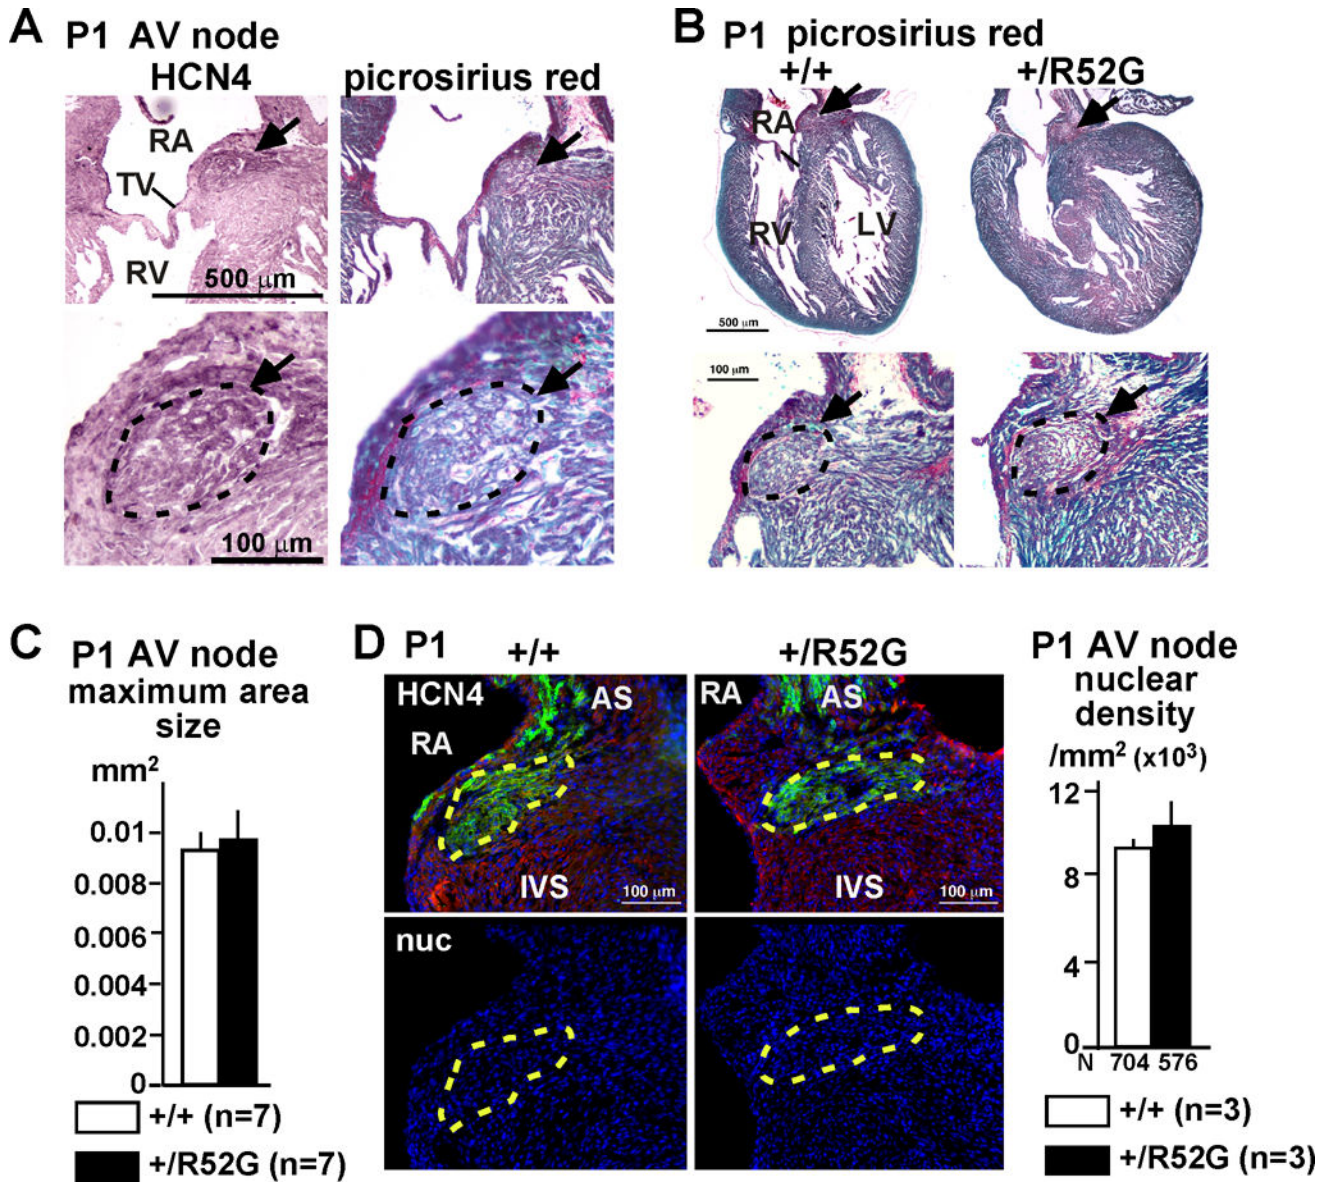 A P1 AV node
HCN4 picrosirius red
RA
TV
RV
500 μm
100 μm
B P1 picrosirius red
+/+ +/R52G
RA
RV LV
500 μm
100 μm
C P1 AV node
maximum area
size
mm²
0.01
0.008
0.006
0.004
0.002
0
+/+ (n=7)
+/R52G (n=7)
D P1 +/+ +/R52G
HCN4 AS RA AS
RA
IVS IVS
100 μm 100 μm
nuc
P1 AV node
nuclear
density
/mm² (x10³)
12
8
4
0
N 704 576
+/+ (n=3)
+/R52G (n=3)